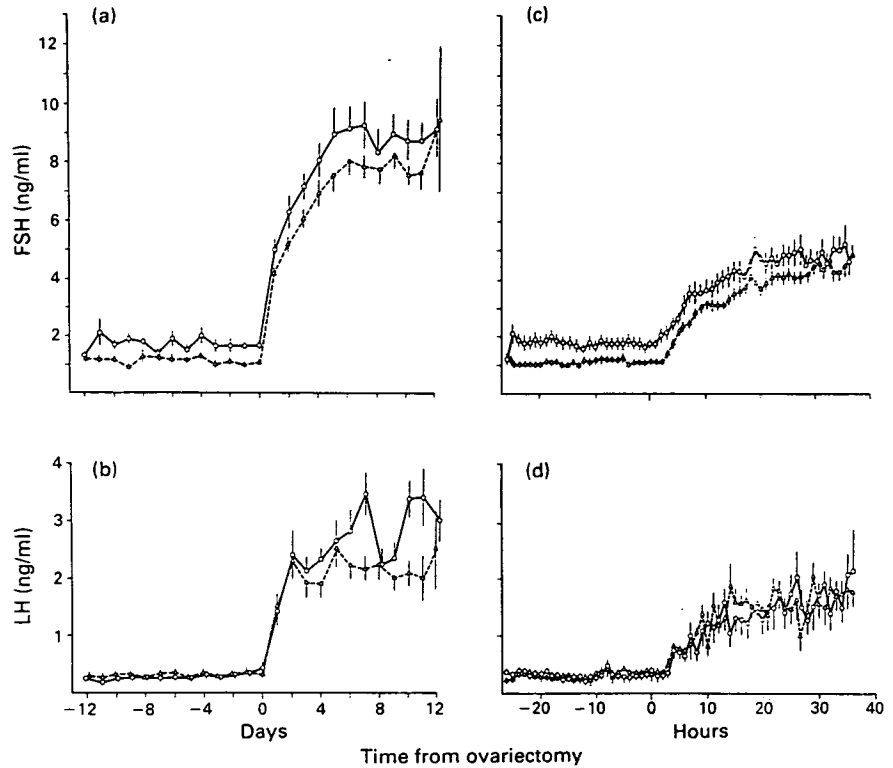 (a)
(c)
12
10
8
6
4
2
FSH (ng/ml)
(b)
(d)
4
3
2
1
LH (ng/ml)
−12 −8 −4 0 4 8 12
Days
−20 −10 0 10 20 30 40
Hours
Time from ovariectomy